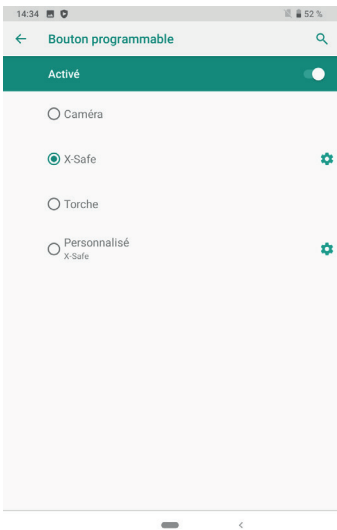 14:34
52 %
Bouton programmable
Activé
Caméra
X-Safe
Torche
Personnalisé
X-Safe